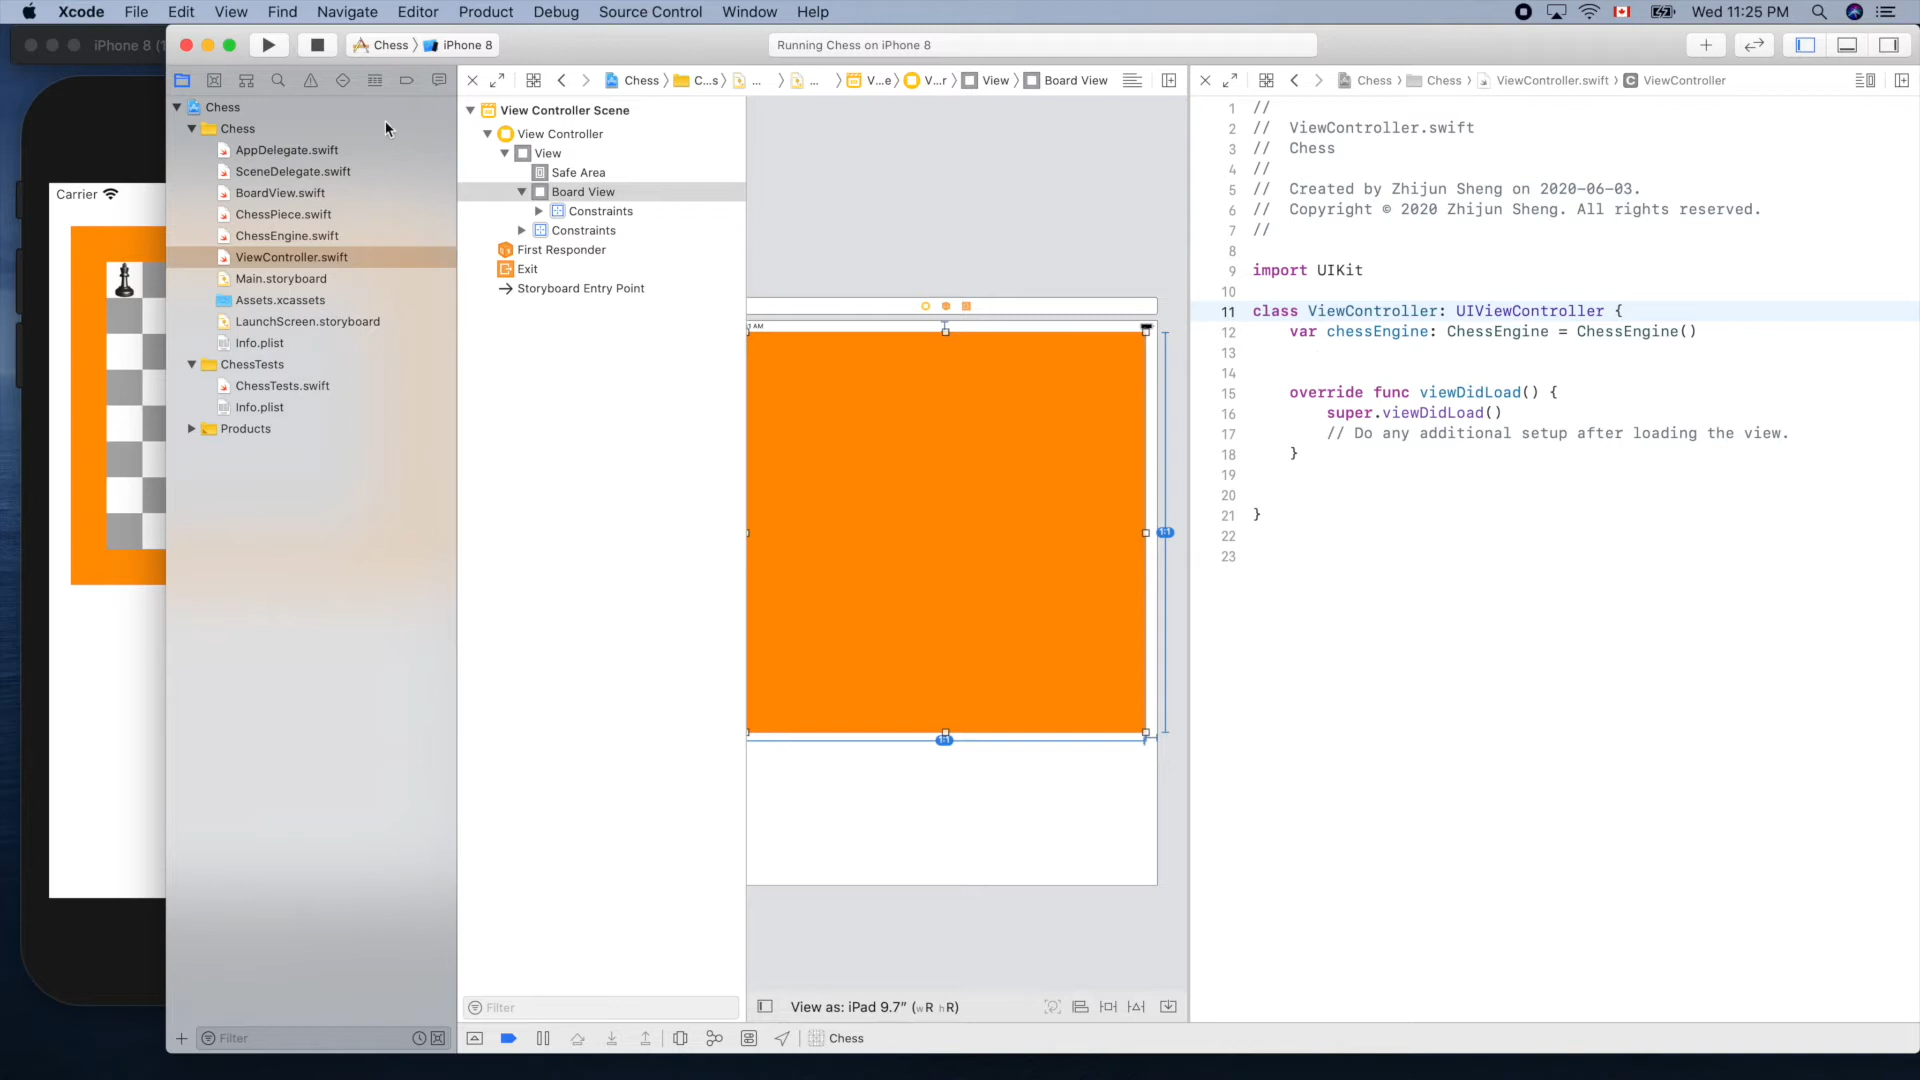 Xcode File Edit View Find Navigate Editor Product Debug Source Control Window Help
Wed 11:25 PM
iPhone 8 (1
Chess iPhone 8
Running Chess on iPhone 8
Chess C...s ... ... V...e V...r View Board View
Chess Chess ViewController.swift C ViewController
Carrier
Chess
Chess
AppDelegate.swift
SceneDelegate.swift
BoardView.swift
ChessPiece.swift
ChessEngine.swift
ViewController.swift
Main.storyboard
Assets.xcassets
LaunchScreen.storyboard
Info.plist
ChessTests
ChessTests.swift
Info.plist
Products
Filter
View Controller Scene
View Controller
View
Safe Area
Board View
Constraints
Constraints
First Responder
Exit
Storyboard Entry Point
Filter
1 AM
1:1
1:1
View as: iPad 9.7" (wR hR)
Chess
1 //
2 // ViewController.swift
3 // Chess
4 //
5 // Created by Zhijun Sheng on 2020-06-03.
6 // Copyright © 2020 Zhijun Sheng. All rights reserved.
7 //
8
9 import UIKit
10
11 class ViewController: UIViewController {
12 var chessEngine: ChessEngine = ChessEngine()
13
14
15 override func viewDidLoad() {
16 super.viewDidLoad()
17 // Do any additional setup after loading the view.
18 }
19
20
21 }
22
23